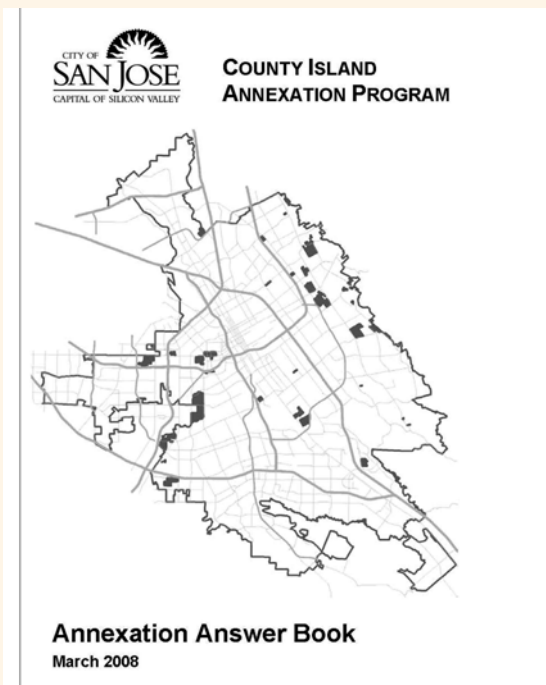 CITY OF
SAN JOSE
CAPITAL OF SILICON VALLEY
COUNTY ISLAND
ANNEXATION PROGRAM
Annexation Answer Book
March 2008